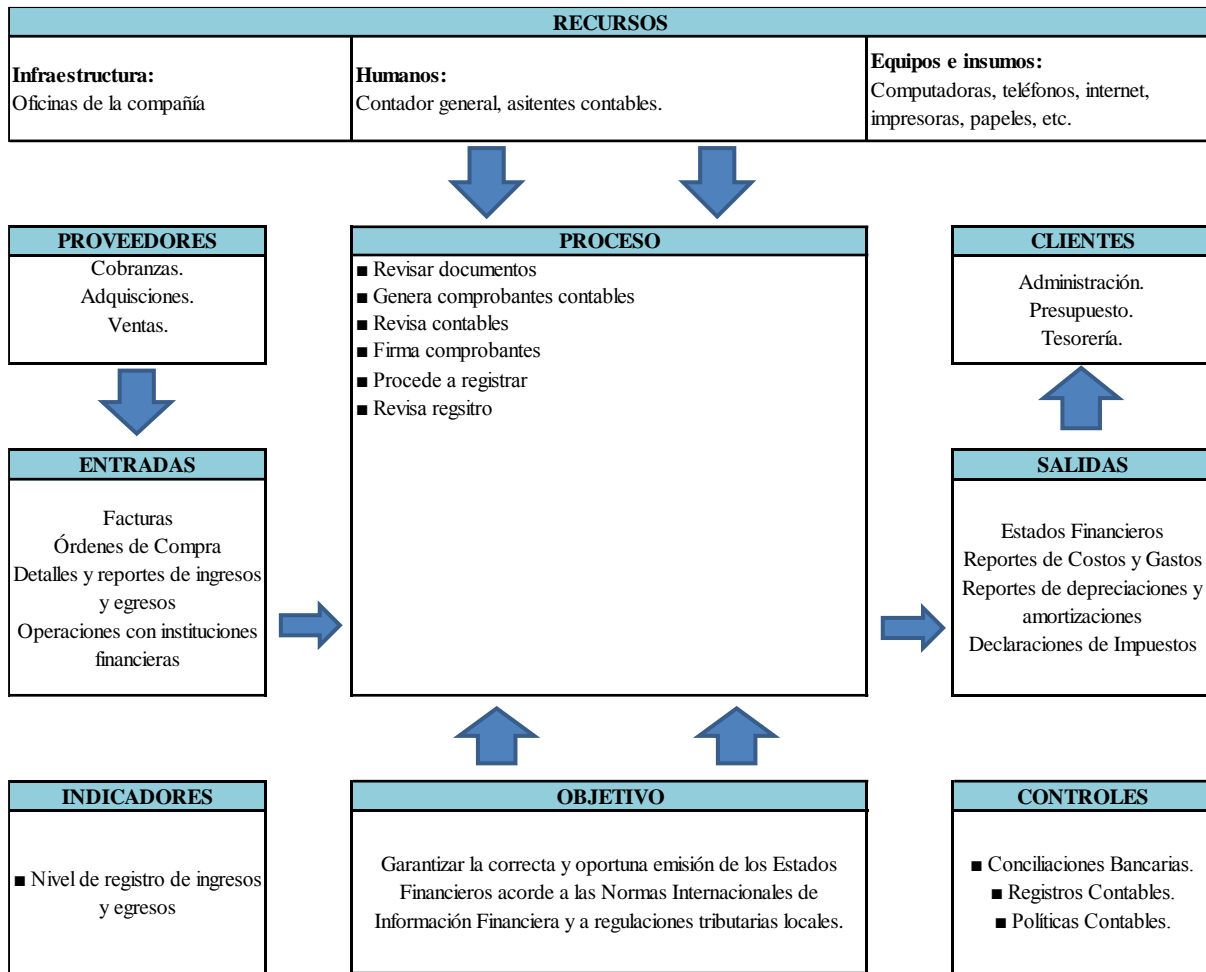 RECURSOS
Infraestructura:
Oficinas de la compañía
Humanos:
Contador general, asitentes contables.
Equipos e insumos:
Computadoras, teléfonos, internet,
impresoras, papeles, etc.
PROVEEDORES
Cobranzas.
Adquisciones.
Ventas.
PROCESO
■ Revisar documentos
■ Genera comprobantes contables
■ Revisa contables
■ Firma comprobantes
■ Procede a registrar
■ Revisa regsitro
CLIENTES
Administración.
Presupuesto.
Tesorería.
ENTRADAS
Facturas
Órdenes de Compra
Detalles y reportes de ingresos
y egresos
Operaciones con instituciones
financieras
SALIDAS
Estados Financieros
Reportes de Costos y Gastos
Reportes de depreciaciones y
amortizaciones
Declaraciones de Impuestos
INDICADORES
■ Nivel de registro de ingresos
y egresos
OBJETIVO
Garantizar la correcta y oportuna emisión de los Estados
Financieros acorde a las Normas Internacionales de
Información Financiera y a regulaciones tributarias locales.
CONTROLES
■ Conciliaciones Bancarias.
■ Registros Contables.
■ Políticas Contables.